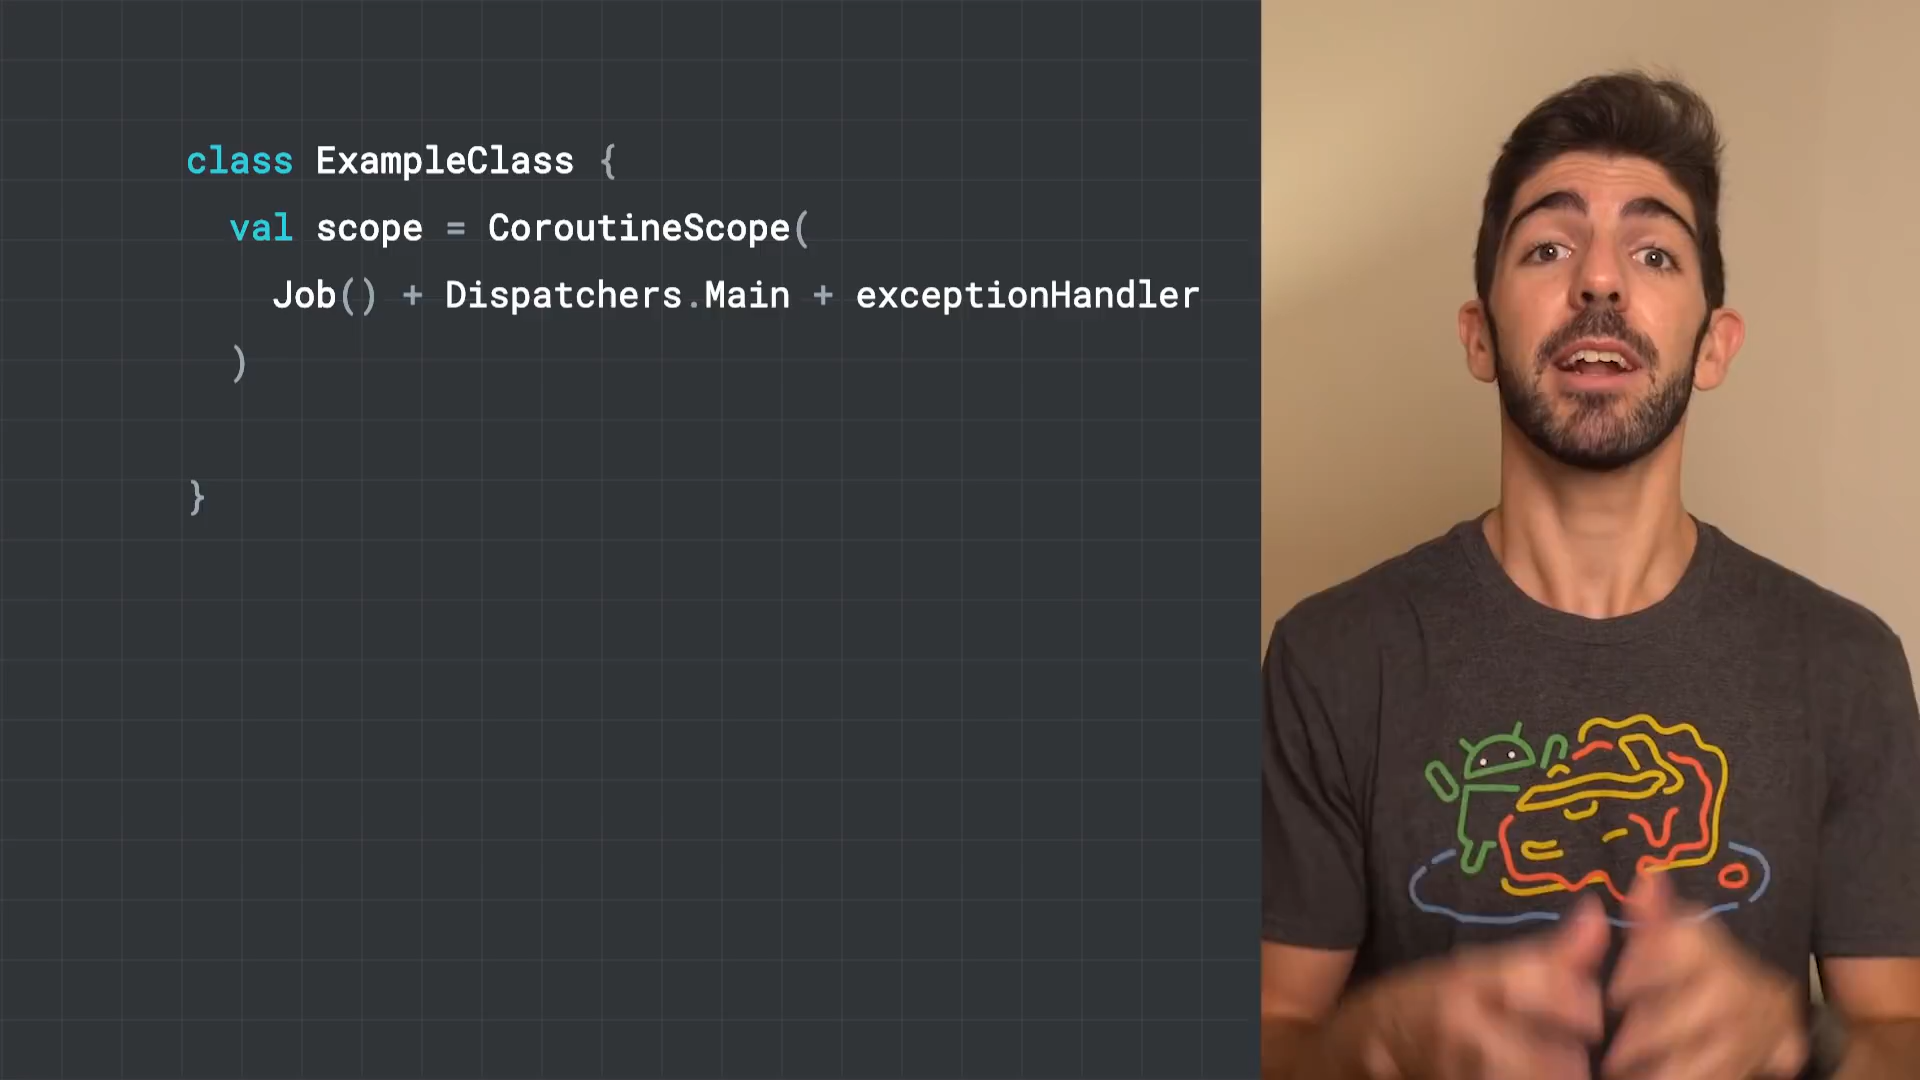 class ExampleClass {
val scope = CoroutineScope(
Job() + Dispatchers.Main + exceptionHandler
)
}